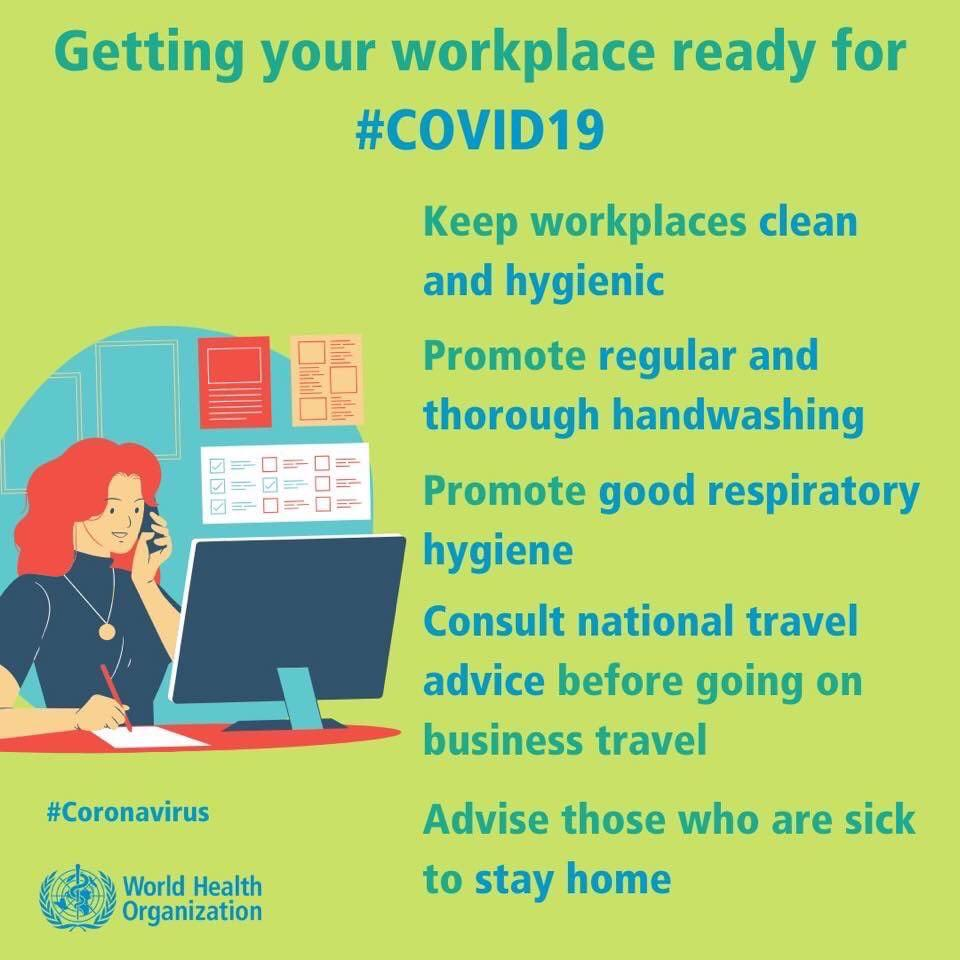 Getting your workplace ready for
#COVID19
Keep workplaces clean
and hygienic
Promote regular and
thorough handwashing
Promote good respiratory
hygiene
Consult national travel
advice before going on
business travel
Advise those who are sick
to stay home
#Coronavirus
World Health
Organization